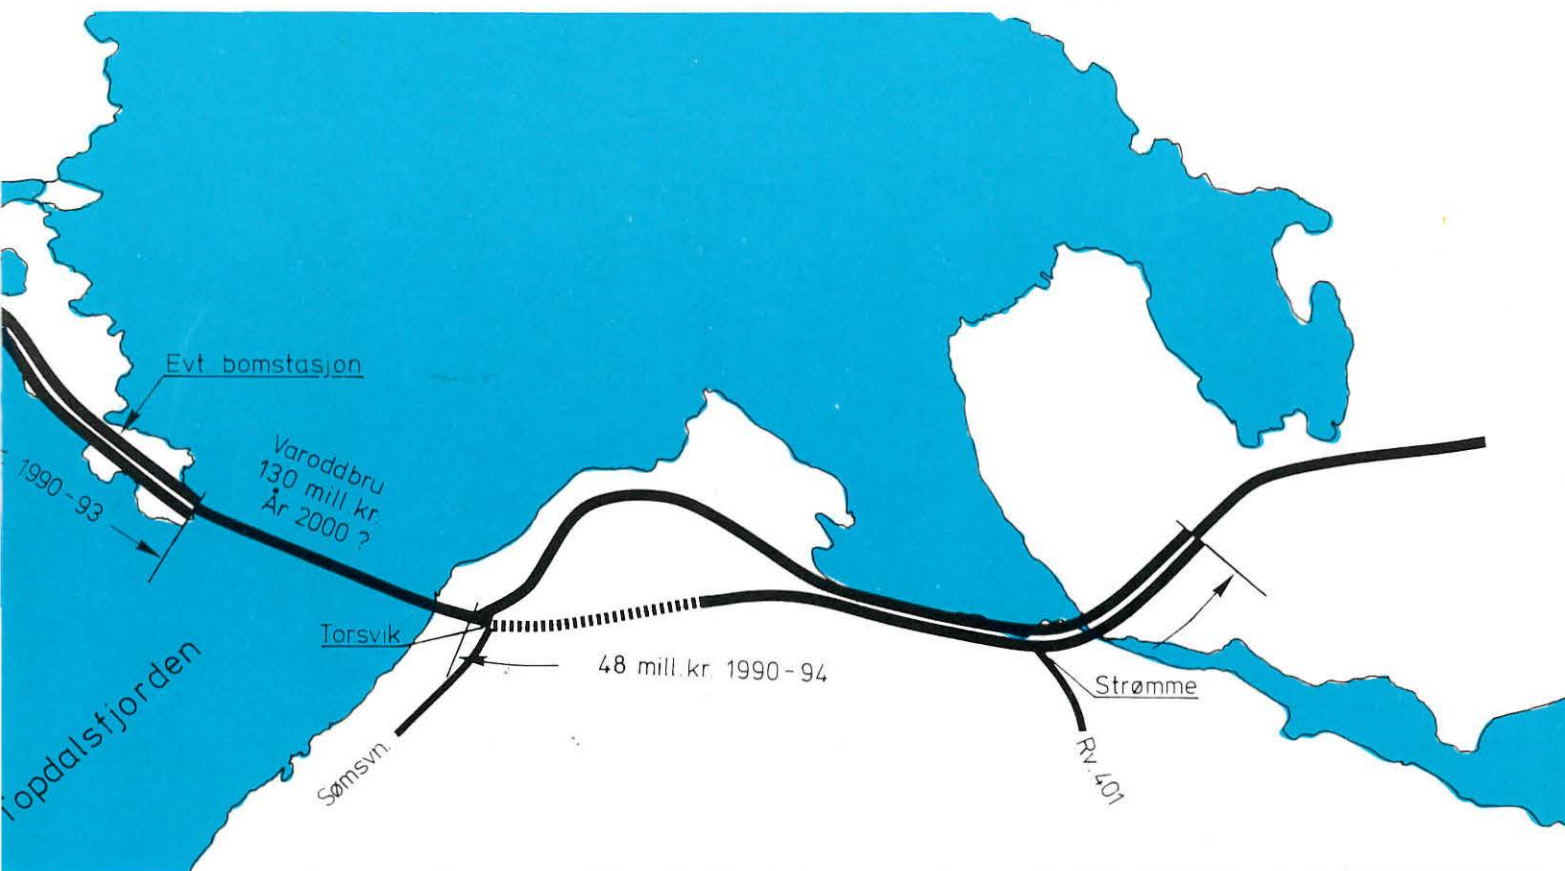 Evt. bomstasjon
1990-93
Varoddbru
130 mill kr.
År 2000 ?
Torsvik
48 mill.kr. 1990-94
Strømme
Topdalsfjorden
Sømsvn.
Rv. 401